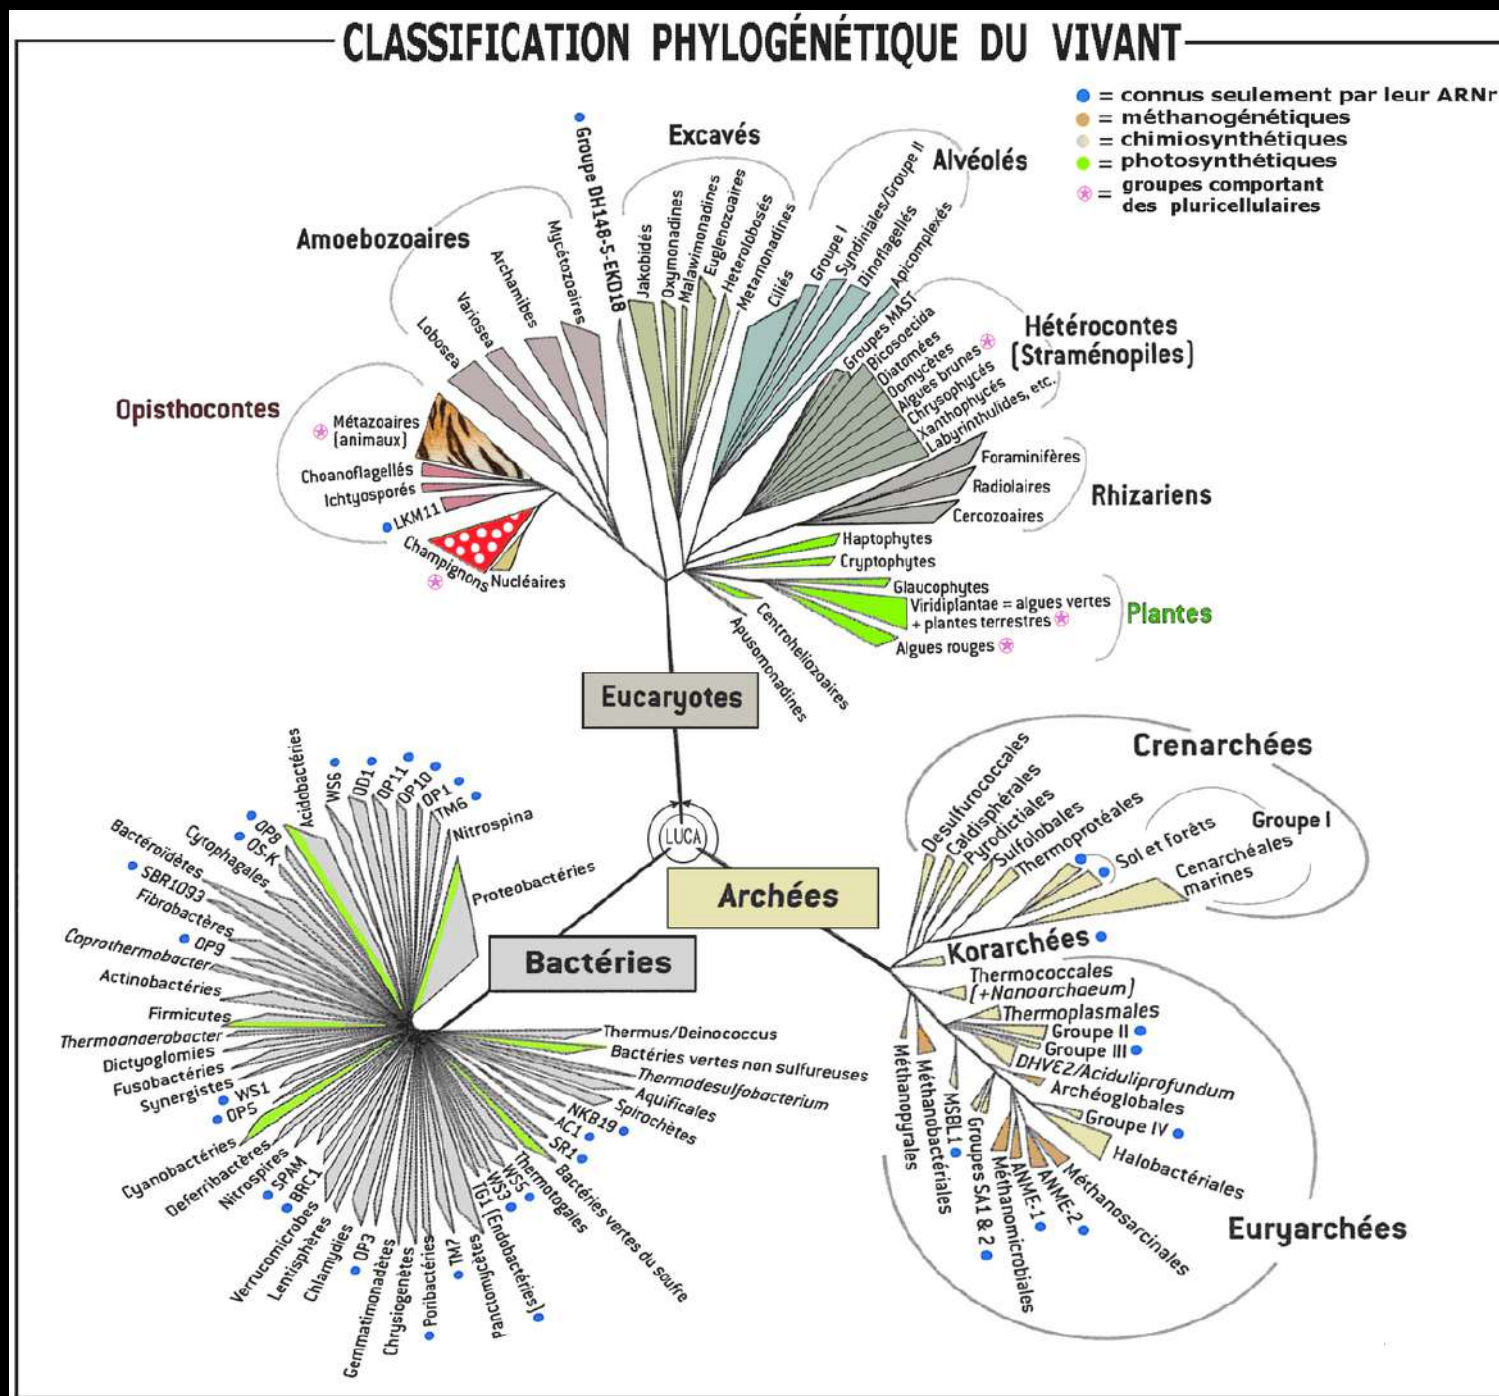 CLASSIFICATION PHYLOGÉNÉTIQUE DU VIVANT
= connus seulement par leur ARNr
= méthanogénétiques
= chimiosynthétiques
= photosynthétiques
= groupes comportant
des pluricellulaires
Opisthocontes
Métazoaires
(animaux)
Choanoflagellés
Ichtyosporés
LKM11
Champignons
Nucléaires
Amoebozoaires
Lobosea
Variosea
Archamibes
Mycétozoaires
Groupe DH148-5-EKD18
Excavés
Jakobidés
Oxymonadines
Malawimonadines
Euglenozoaires
Heterolobosés
Metamonadines
Alvéolés
Ciliés
Groupe I
Syndiniales/Groupe II
Dinoflagellés
Apicomplexés
Hétérocontes
(Straménopiles)
Groupes MAST
Bicosoecida
Diatomées
Oomycètes
Algues brunes
Chrysophycés
Xanthophycés
Labyrinthulides, etc.
Rhizariens
Foraminifères
Radiolaires
Cercozoaires
Haptophytes
Cryptophytes
Plantes
Glaucophytes
Viridiplantae = algues vertes
+ plantes terrestres
Algues rouges
Centroheliozoaires
Apusomonadines
Eucaryotes
LUCA
Archées
Bactéries
Crenarchées
Desulfurococcales
Caldisphérales
Pyrodictiales
Sulfolobales
Thermoprotéales
Sol et forêts
Groupe I
Cenarchéales
marines
Korarchées
Thermococcales
(+Nanoarchaeum)
Thermoplasmales
Groupe II
Groupe III
DHVE2/Aciduliprofundum
Archéoglobales
Groupe IV
Halobactériales
Méthanosarcinales
ANME-2
ANME-1
Méthanomicrobiales
Groupes SA1 & 2
MSBL1
Méthanobactériales
Méthanopyrales
Euryarchées
Acidobactéries
WS6
OD1
OP11
OP10
OP1
TM6
Nitrospina
Proteobactéries
OP8
OS-K
Cytophagales
Bactéroïdètes
SBR1093
Fibrobactères
OP9
Coprothermobacter
Actinobactéries
Firmicutes
Thermoanaerobacter
Dictyoglomies
Fusobactéries
Synergistes
WS1
OP5
Cyanobactéries
Deferribactères
Nitrospires
SPAM
BRC1
Verrucomicrobes
Lentisphères
Chlamydies
OP3
Gemmatimonadètes
Chrysiogenètes
Poribactéries
TM7
Planctomycétes
TG1 (Endobactéries)
WS3
WS5
Thermotogales
Bactéries vertes du soufre
SR1
AC1
NKB19
Spirochètes
Aquificales
Thermodesulfobacterium
Bactéries vertes non sulfureuses
Thermus/Deinococcus